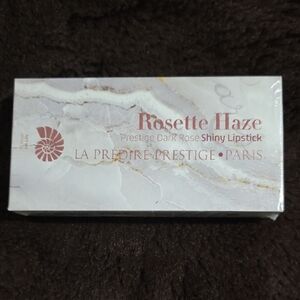 Rosette Haze
Prestige Dark Rose Shiny Lipstick
LA PREDIRE PRESTIGE • PARIS